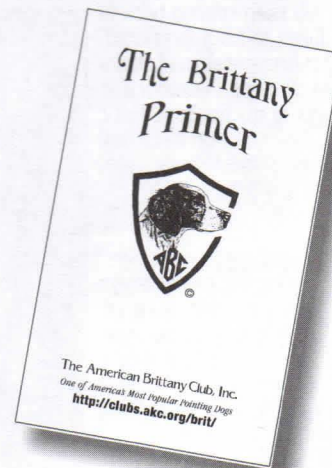 The Brittany
Primer
ABC
©
The American Brittany Club, Inc.
One of America's Most Popular Pointing Dogs
http://clubs.akc.org/brit/